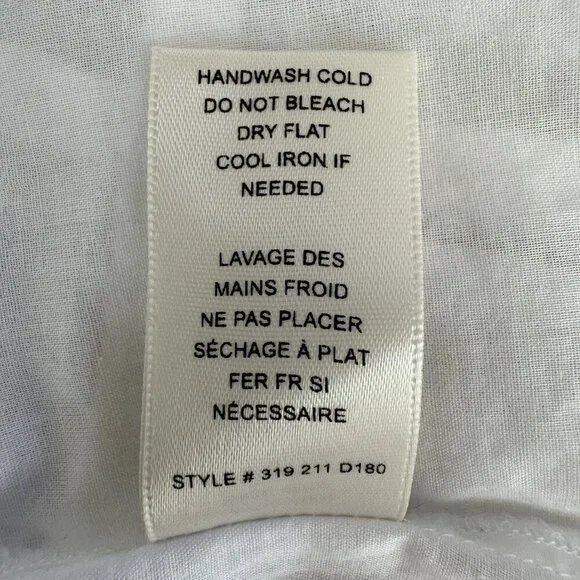 HANDWASH COLD
DO NOT BLEACH
DRY FLAT
COOL IRON IF
NEEDED
LAVAGE DES
MAINS FROID
NE PAS PLACER
SÉCHAGE À PLAT
FER FR SI
NÉCESSAIRE
STYLE # 319 211 D180